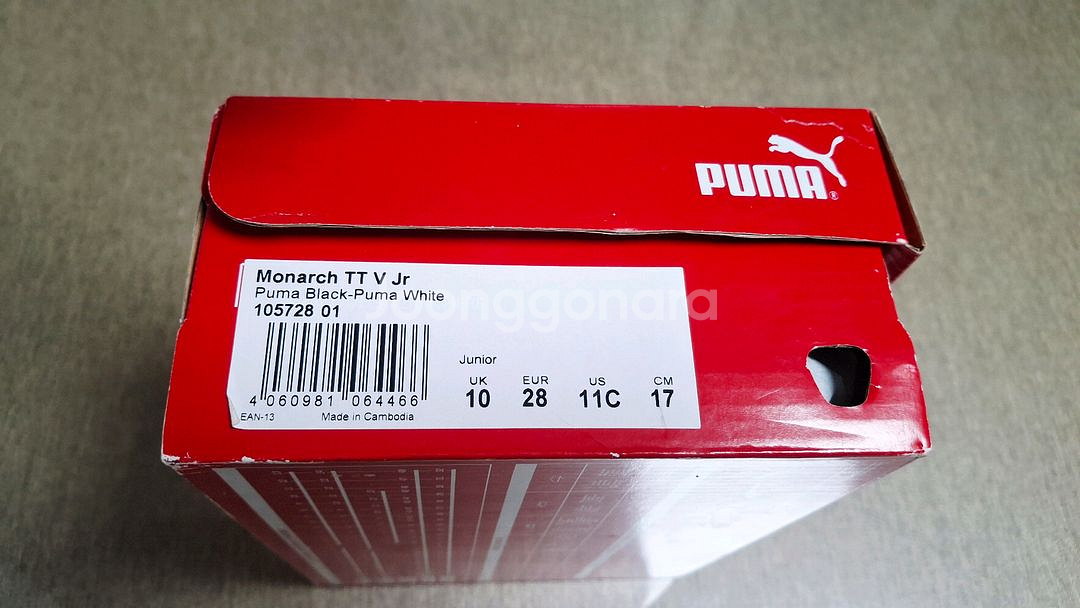 PUMA®
Monarch TT V Jr
Puma Black-Puma White
105728 01
Joonggonara
4 060981 064466
EAN-13
Made in Cambodia
Junior
UK EUR US CM
10 28 11C 17